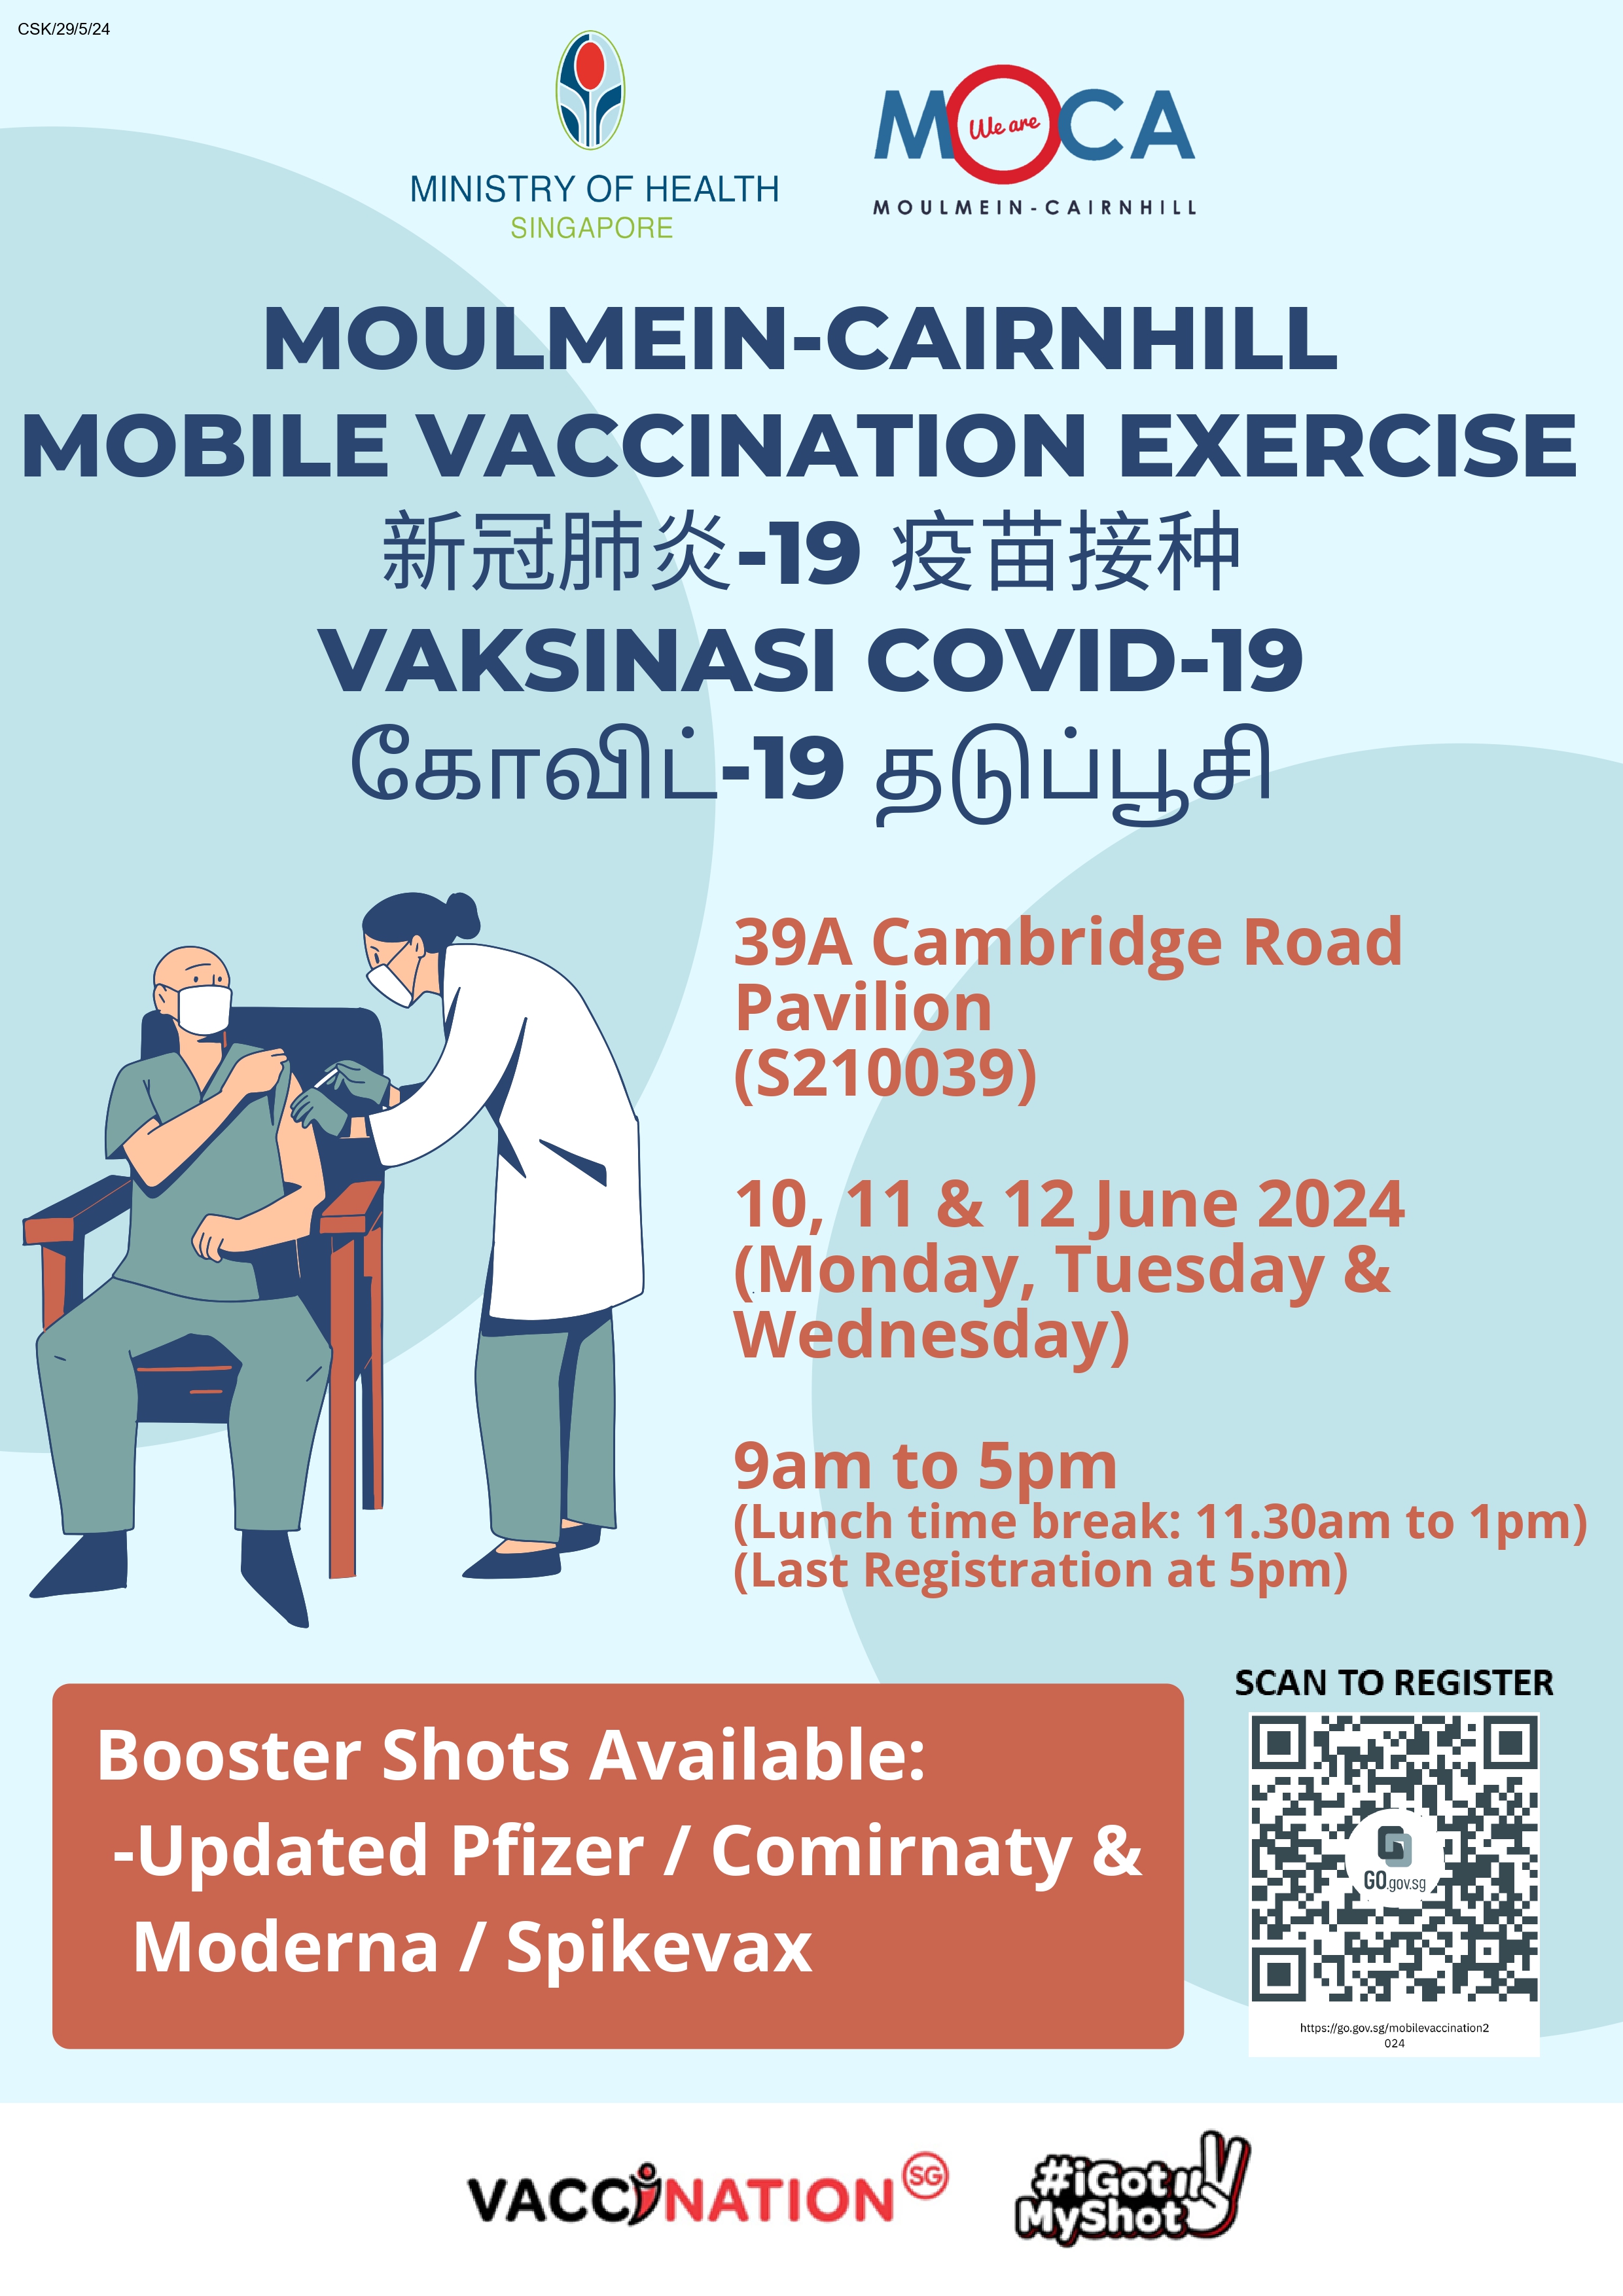 CSK/29/5/24
MINISTRY OF HEALTH
SINGAPORE
MOCA
We are
MOULMEIN-CAIRNHILL
MOULMEIN-CAIRNHILL
MOBILE VACCINATION EXERCISE
新冠肺炎-19 疫苗接种
VAKSINASI COVID-19
கோவிட்-19 தடுப்பூசி
39A Cambridge Road
Pavilion
(S210039)
10, 11 & 12 June 2024
(Monday, Tuesday &
Wednesday)
9am to 5pm
(Lunch time break: 11.30am to 1pm)
(Last Registration at 5pm)
Booster Shots Available:
-Updated Pfizer / Comirnaty &
Moderna / Spikevax
SCAN TO REGISTER
GO.gov.sg
https://go.gov.sg/mobilevaccination2
024
VACCINATION SG
#iGot
MyShot